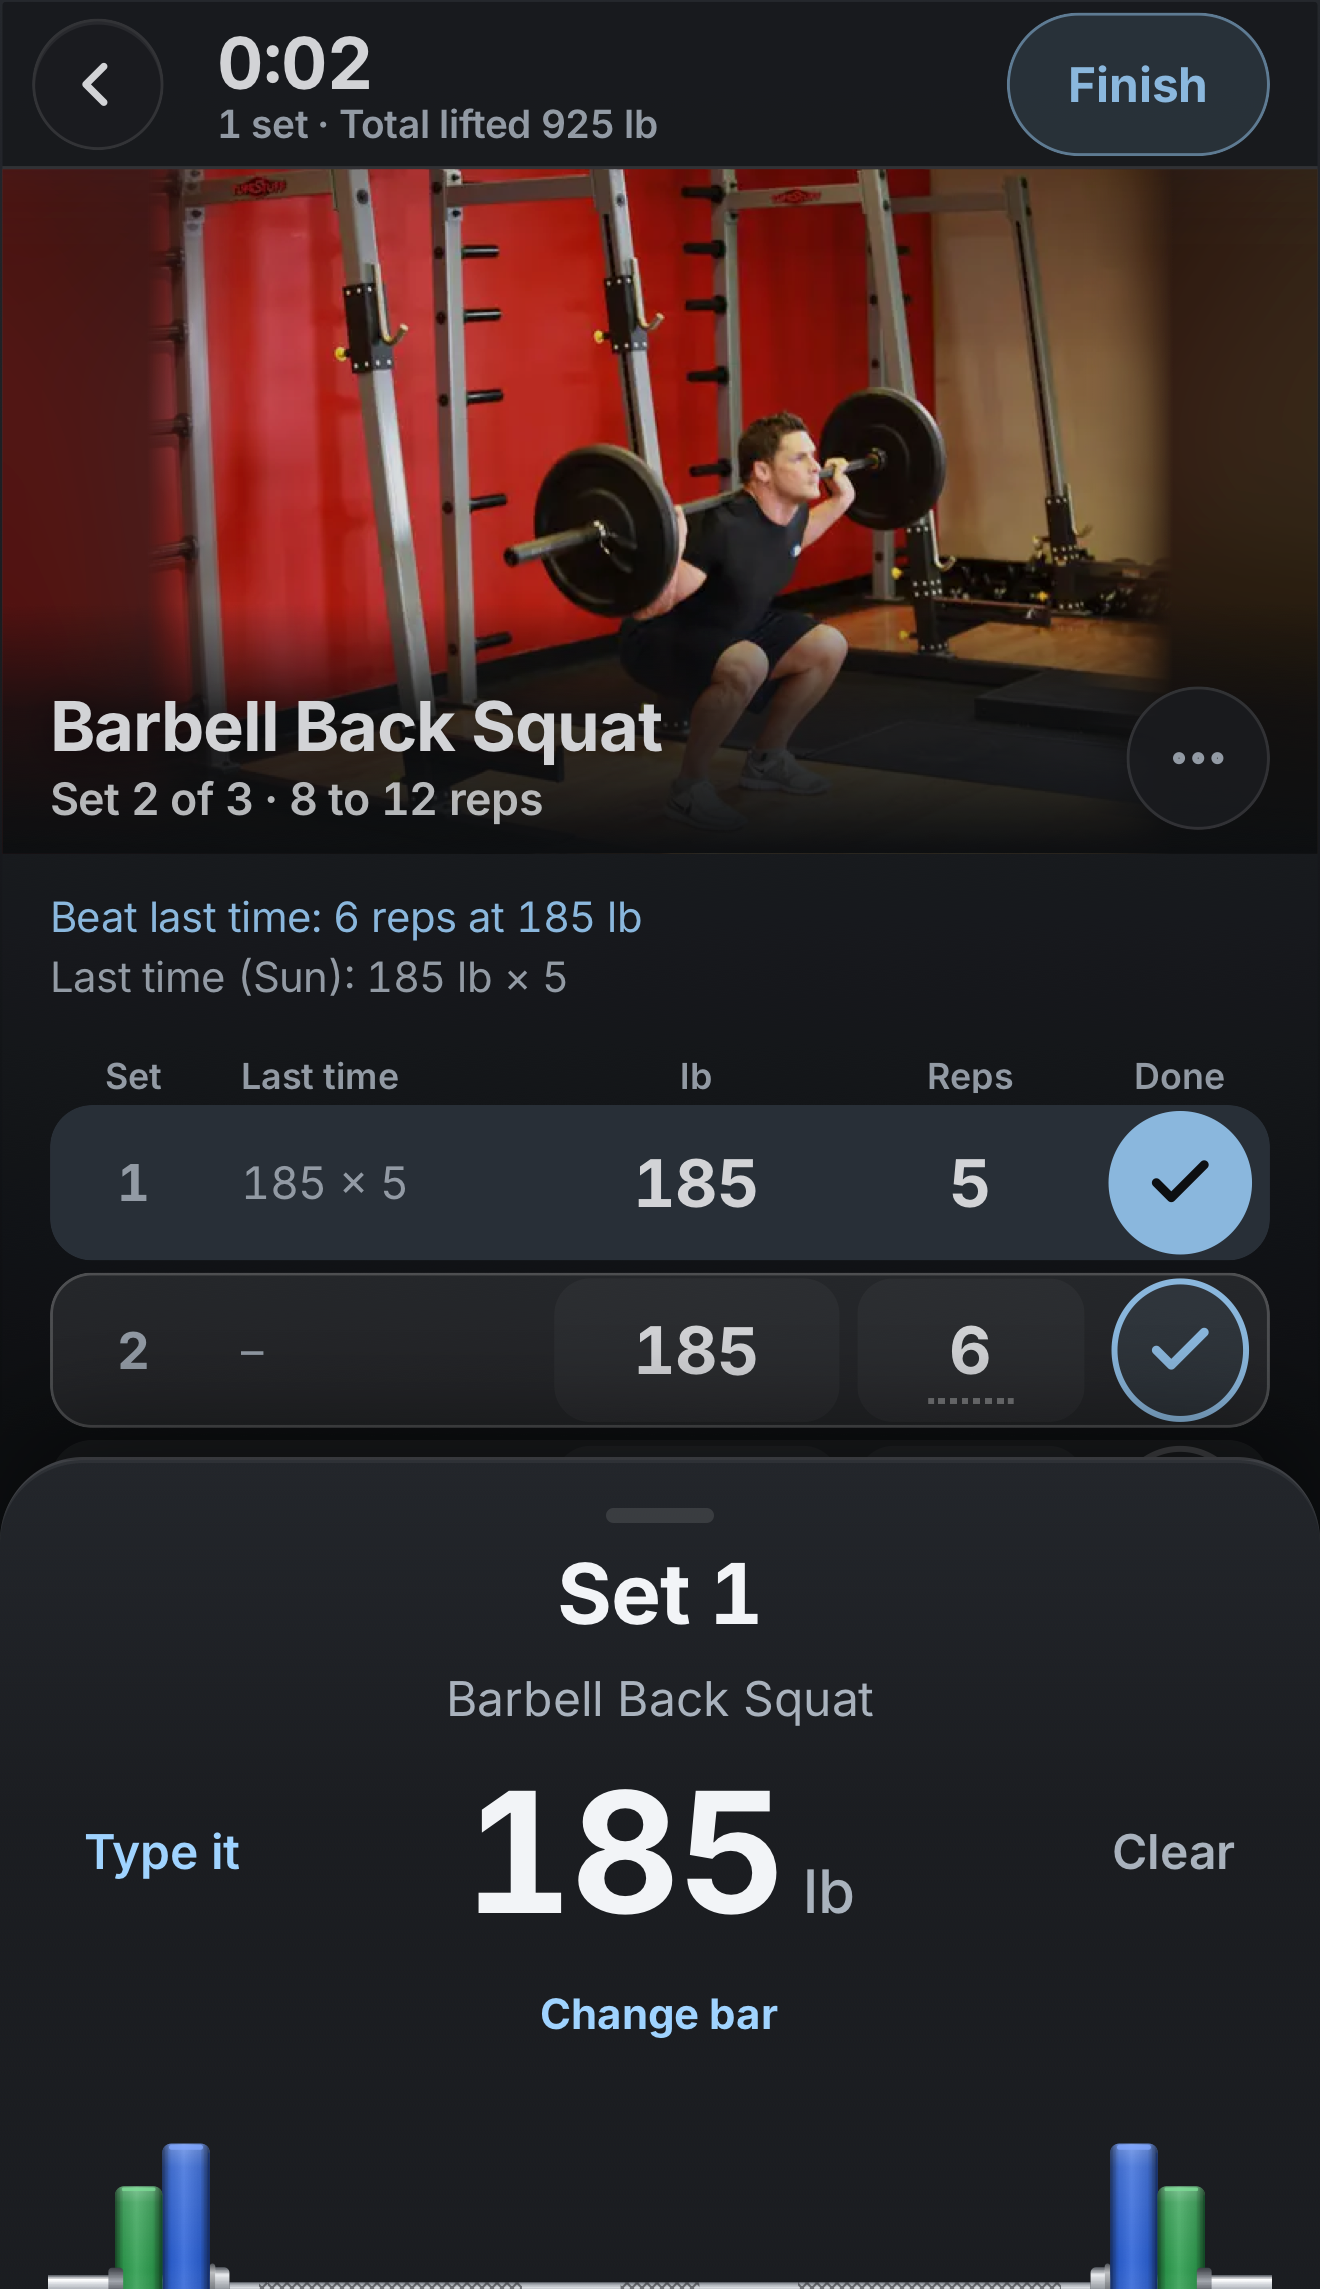 0:02
1 set · Total lifted 925 lb
Finish
TUFFSTUFF
Barbell Back Squat
Set 2 of 3 · 8 to 12 reps
Beat last time: 6 reps at 185 lb
Last time (Sun): 185 lb × 5
Set Last time lb Reps Done
1 185 × 5 185 5
2 – 185 6
Set 1
Barbell Back Squat
Type it 185 lb Clear
Change bar